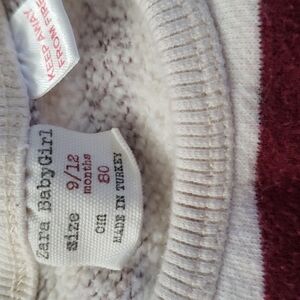 KEEP AWAY
FROM FIRE
Zara BabyGirl
size 9/12
months
cm 80
MADE IN TURKEY